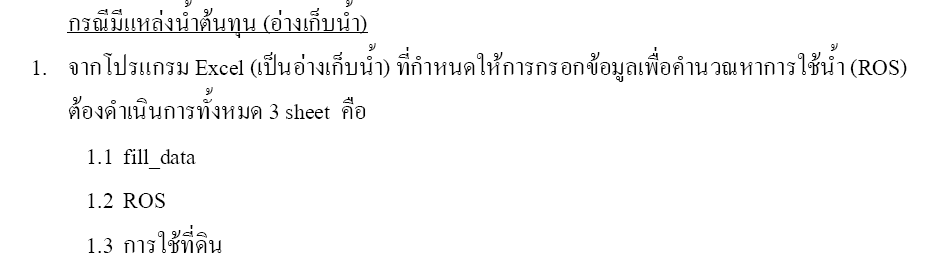 กรณีมีแหล่งน้ำต้นทุน (อ่างเก็บน้ำ)
1. จากโปรแกรม Excel (เป็นอ่างเก็บน้ำ) ที่กำหนดให้การกรอกข้อมูลเพื่อคำนวณหาการใช้น้ำ (ROS)
ต้องดำเนินการทั้งหมด 3 sheet คือ
1.1 fill_data
1.2 ROS
1.3 การใช้ที่ดิน